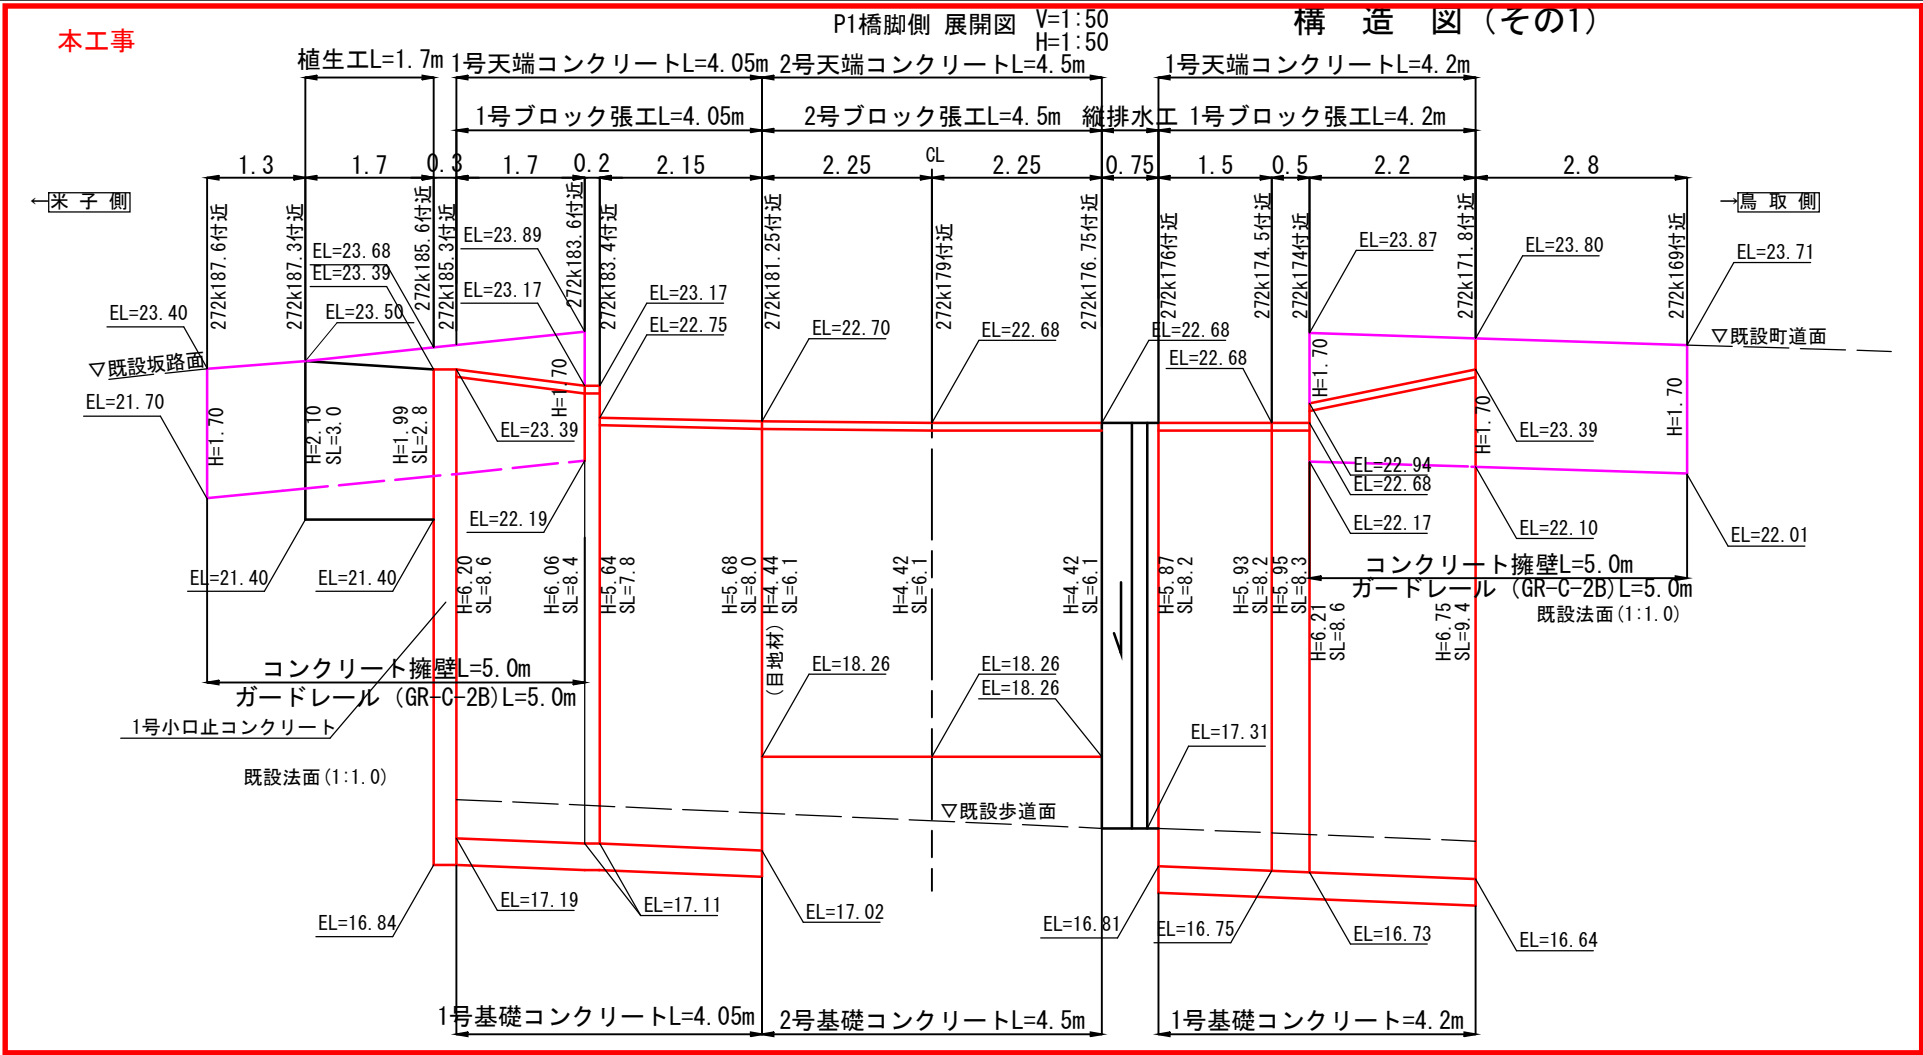 本工事
P1橋脚側 展開図 V=1:50
H=1:50
構 造 図 (その1)
植生工L=1.7m
1号天端コンクリートL=4.05m
2号天端コンクリートL=4.5m
1号天端コンクリートL=4.2m
1号ブロック張工L=4.05m
2号ブロック張工L=4.5m
縦排水工
1号ブロック張工L=4.2m
1.3
1.7
0.3
1.7
0.2
2.15
2.25
CL
2.25
0.75
1.5
0.5
2.2
2.8
←米 子 側
→鳥 取 側
272k187.6付近
272k187.3付近
272k185.6付近
272k185.3付近
272k183.6付近
272k183.4付近
272k181.25付近
272k179付近
272k176.75付近
272k176付近
272k174.5付近
272k174付近
272k171.8付近
272k169付近
EL=23.68
EL=23.39
EL=23.89
EL=23.17
EL=23.40
EL=23.50
EL=23.17
EL=22.75
EL=22.70
EL=22.68
EL=22.68
EL=22.68
EL=23.87
EL=23.80
EL=23.71
▽既設坂路面
▽既設町道面
EL=21.70
H=1.70
H=2.10
SL=3.0
H=1.99
SL=2.8
H=1.70
EL=23.39
EL=22.19
H=1.70
H=1.70
H=1.70
EL=23.39
EL=22.94
EL=22.68
EL=22.17
EL=22.10
EL=22.01
EL=21.40
EL=21.40
H=6.20
SL=8.6
H=6.06
SL=8.4
H=5.64
SL=7.8
H=5.68
SL=8.0
H=4.44
SL=6.1
H=4.42
SL=6.1
H=4.42
SL=6.1
H=5.87
SL=8.2
H=5.93
SL=8.2
H=5.95
SL=8.3
H=6.21
SL=8.6
H=6.75
SL=9.4
コンクリート擁壁L=5.0m
ガードレール (GR-C-2B)L=5.0m
既設法面(1:1.0)
(目地材)
コンクリート擁壁L=5.0m
ガードレール (GR-C-2B)L=5.0m
1号小口止コンクリート
既設法面(1:1.0)
EL=18.26
EL=18.26
EL=18.26
EL=17.31
▽既設歩道面
EL=16.84
EL=17.19
EL=17.11
EL=17.02
EL=16.81
EL=16.75
EL=16.73
EL=16.64
1号基礎コンクリートL=4.05m
2号基礎コンクリートL=4.5m
1号基礎コンクリート=4.2m